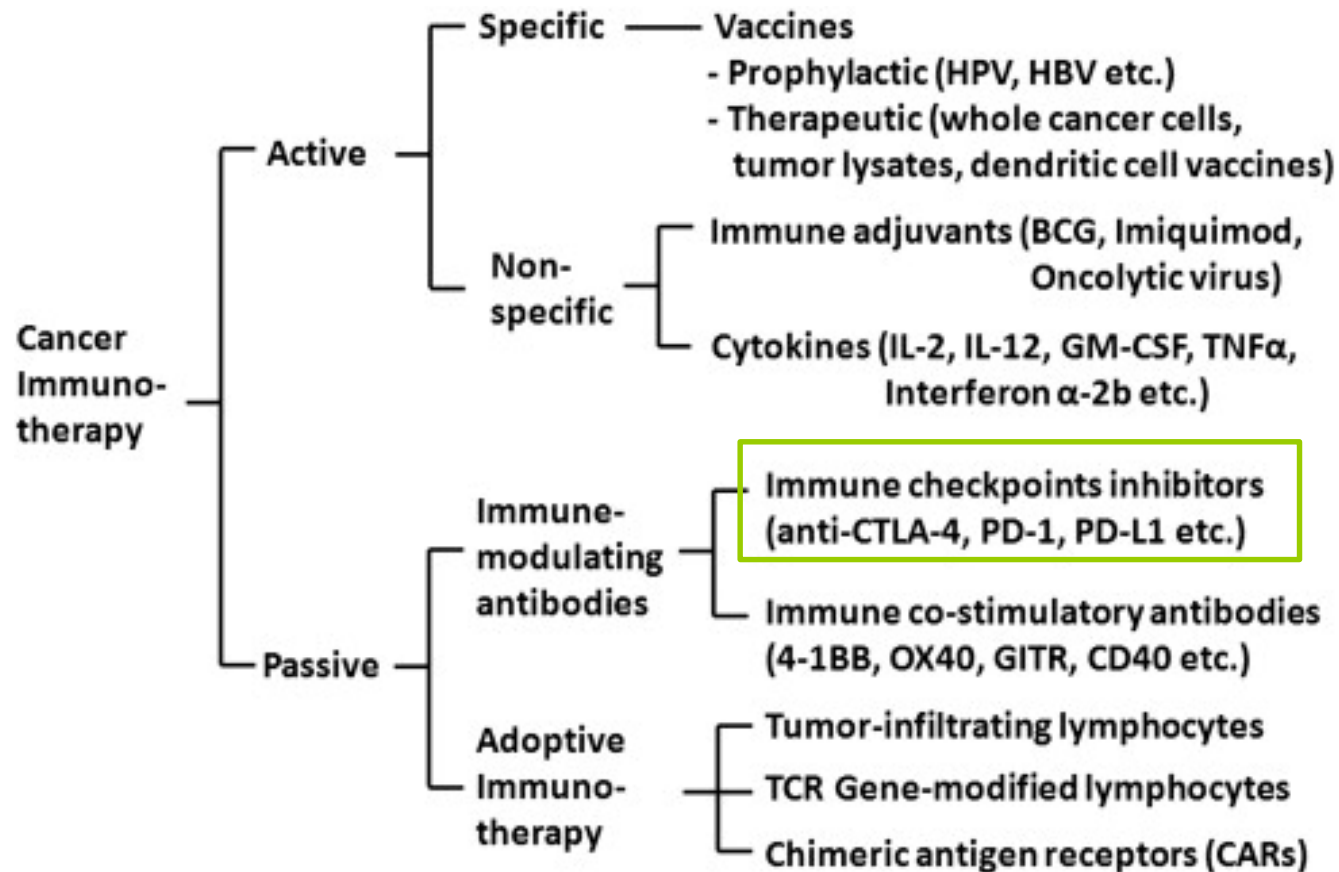 Cancer
Immuno-
therapy
Active
Specific
Vaccines
- Prophylactic (HPV, HBV etc.)
- Therapeutic (whole cancer cells,
tumor lysates, dendritic cell vaccines)
Non-
specific
Immune adjuvants (BCG, Imiquimod,
Oncolytic virus)
Cytokines (IL-2, IL-12, GM-CSF, TNFα,
Interferon α-2b etc.)
Passive
Immune-
modulating
antibodies
Immune checkpoints inhibitors
(anti-CTLA-4, PD-1, PD-L1 etc.)
Immune co-stimulatory antibodies
(4-1BB, OX40, GITR, CD40 etc.)
Adoptive
Immuno-
therapy
Tumor-infiltrating lymphocytes
TCR Gene-modified lymphocytes
Chimeric antigen receptors (CARs)